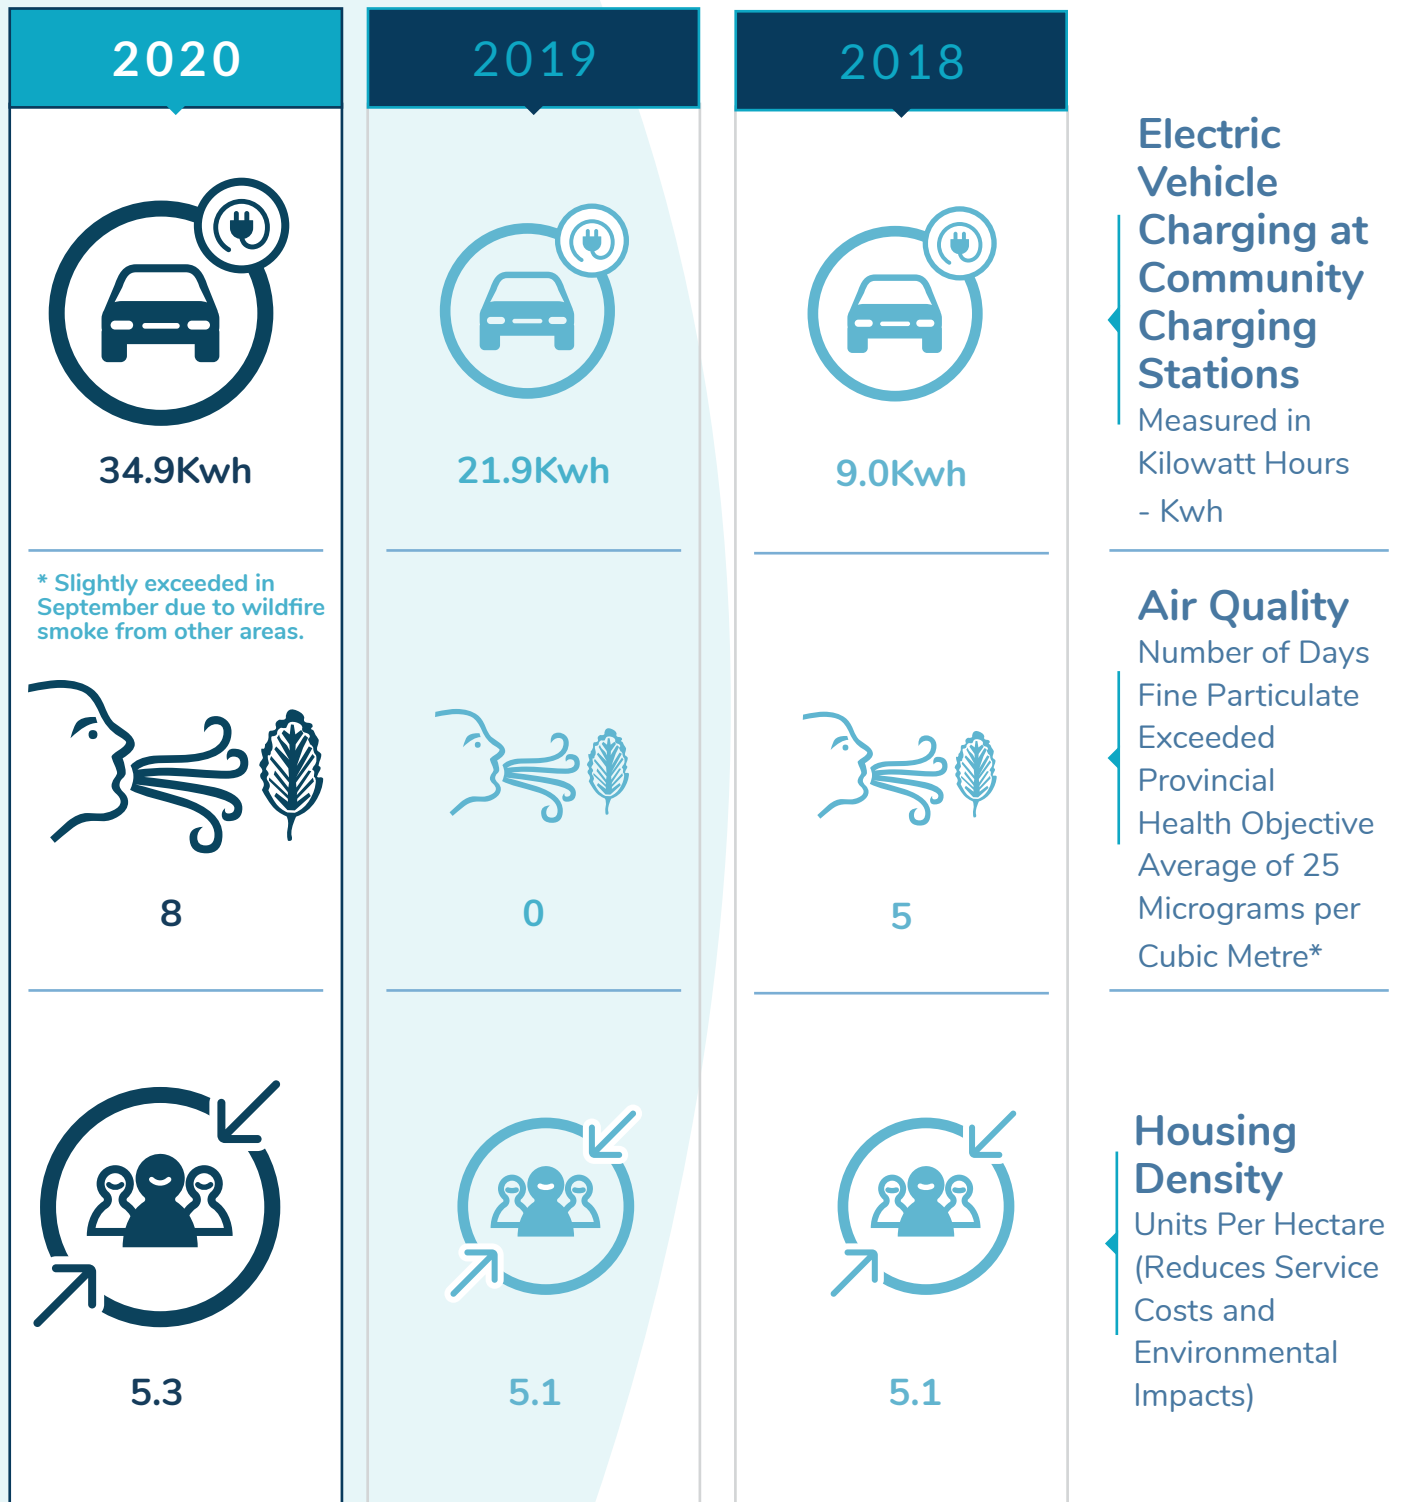 2020
2019
2018
Electric
Vehicle
Charging at
Community
Charging
Stations
Measured in
Kilowatt Hours
- Kwh
34.9Kwh
21.9Kwh
9.0Kwh
* Slightly exceeded in
September due to wildfire
smoke from other areas.
Air Quality
Number of Days
Fine Particulate
Exceeded
Provincial
Health Objective
Average of 25
Micrograms per
Cubic Metre*
8
0
5
Housing
Density
Units Per Hectare
(Reduces Service
Costs and
Environmental
Impacts)
5.3
5.1
5.1